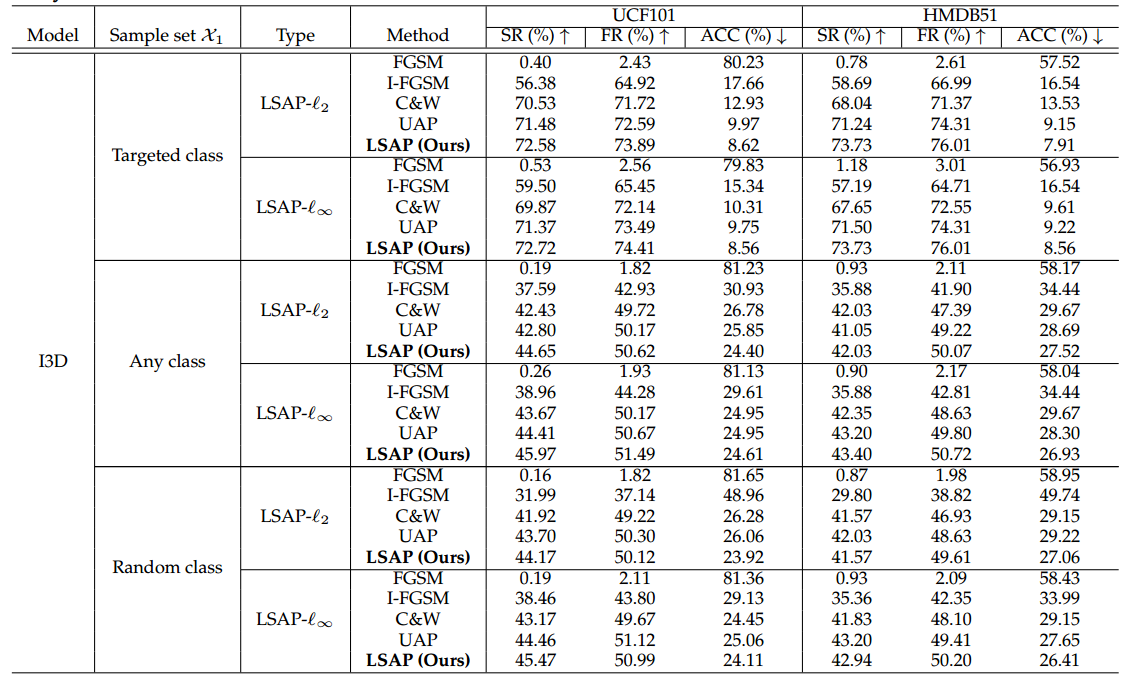 UCF101 HMDB51
Model Sample set 𝒳₁ Type Method SR (%) ↑ FR (%) ↑ ACC (%) ↓ SR (%) ↑ FR (%) ↑ ACC (%) ↓
I3D
Targeted class
LSAP-ℓ₂
FGSM 0.40 2.43 80.23 0.78 2.61 57.52
I-FGSM 56.38 64.92 17.66 58.69 66.99 16.54
C&W 70.53 71.72 12.93 68.04 71.37 13.53
UAP 71.48 72.59 9.97 71.24 74.31 9.15
LSAP (Ours) 72.58 73.89 8.62 73.73 76.01 7.91
LSAP-ℓ∞
FGSM 0.53 2.56 79.83 1.18 3.01 56.93
I-FGSM 59.50 65.45 15.34 57.19 64.71 16.54
C&W 69.87 72.14 10.31 67.65 72.55 9.61
UAP 71.37 73.49 9.75 71.50 74.31 9.22
LSAP (Ours) 72.72 74.41 8.56 73.73 76.01 8.56
Any class
LSAP-ℓ₂
FGSM 0.19 1.82 81.23 0.93 2.11 58.17
I-FGSM 37.59 42.93 30.93 35.88 41.90 34.44
C&W 42.43 49.72 26.78 42.03 47.39 29.67
UAP 42.80 50.17 25.85 41.05 49.22 28.69
LSAP (Ours) 44.65 50.62 24.40 42.03 50.07 27.52
LSAP-ℓ∞
FGSM 0.26 1.93 81.13 0.90 2.17 58.04
I-FGSM 38.96 44.28 29.61 35.88 42.81 34.44
C&W 43.67 50.17 24.95 42.35 48.63 29.67
UAP 44.41 50.67 24.95 43.20 49.80 28.30
LSAP (Ours) 45.97 51.49 24.61 43.40 50.72 26.93
Random class
LSAP-ℓ₂
FGSM 0.16 1.82 81.65 0.87 1.98 58.95
I-FGSM 31.99 37.14 48.96 29.80 38.82 49.74
C&W 41.92 49.22 26.28 41.57 46.93 29.15
UAP 43.70 50.30 26.06 42.03 48.63 29.22
LSAP (Ours) 44.17 50.12 23.92 41.57 49.61 27.06
LSAP-ℓ∞
FGSM 0.19 2.11 81.36 0.93 2.09 58.43
I-FGSM 38.46 43.80 29.13 35.36 42.35 33.99
C&W 43.17 49.67 24.45 41.83 48.10 29.15
UAP 44.46 51.12 25.06 43.20 49.41 27.65
LSAP (Ours) 45.47 50.99 24.11 42.94 50.20 26.41